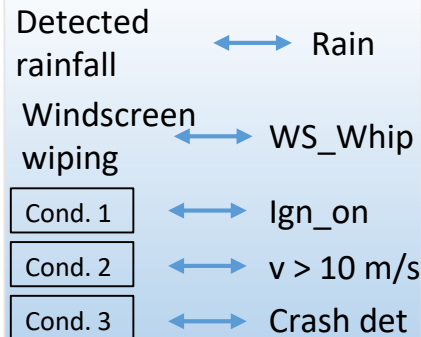 Detected
rainfall
Rain
Windscreen
wiping
WS_Whip
Cond. 1
Ign_on
Cond. 2
v > 10 m/s
Cond. 3
Crash det